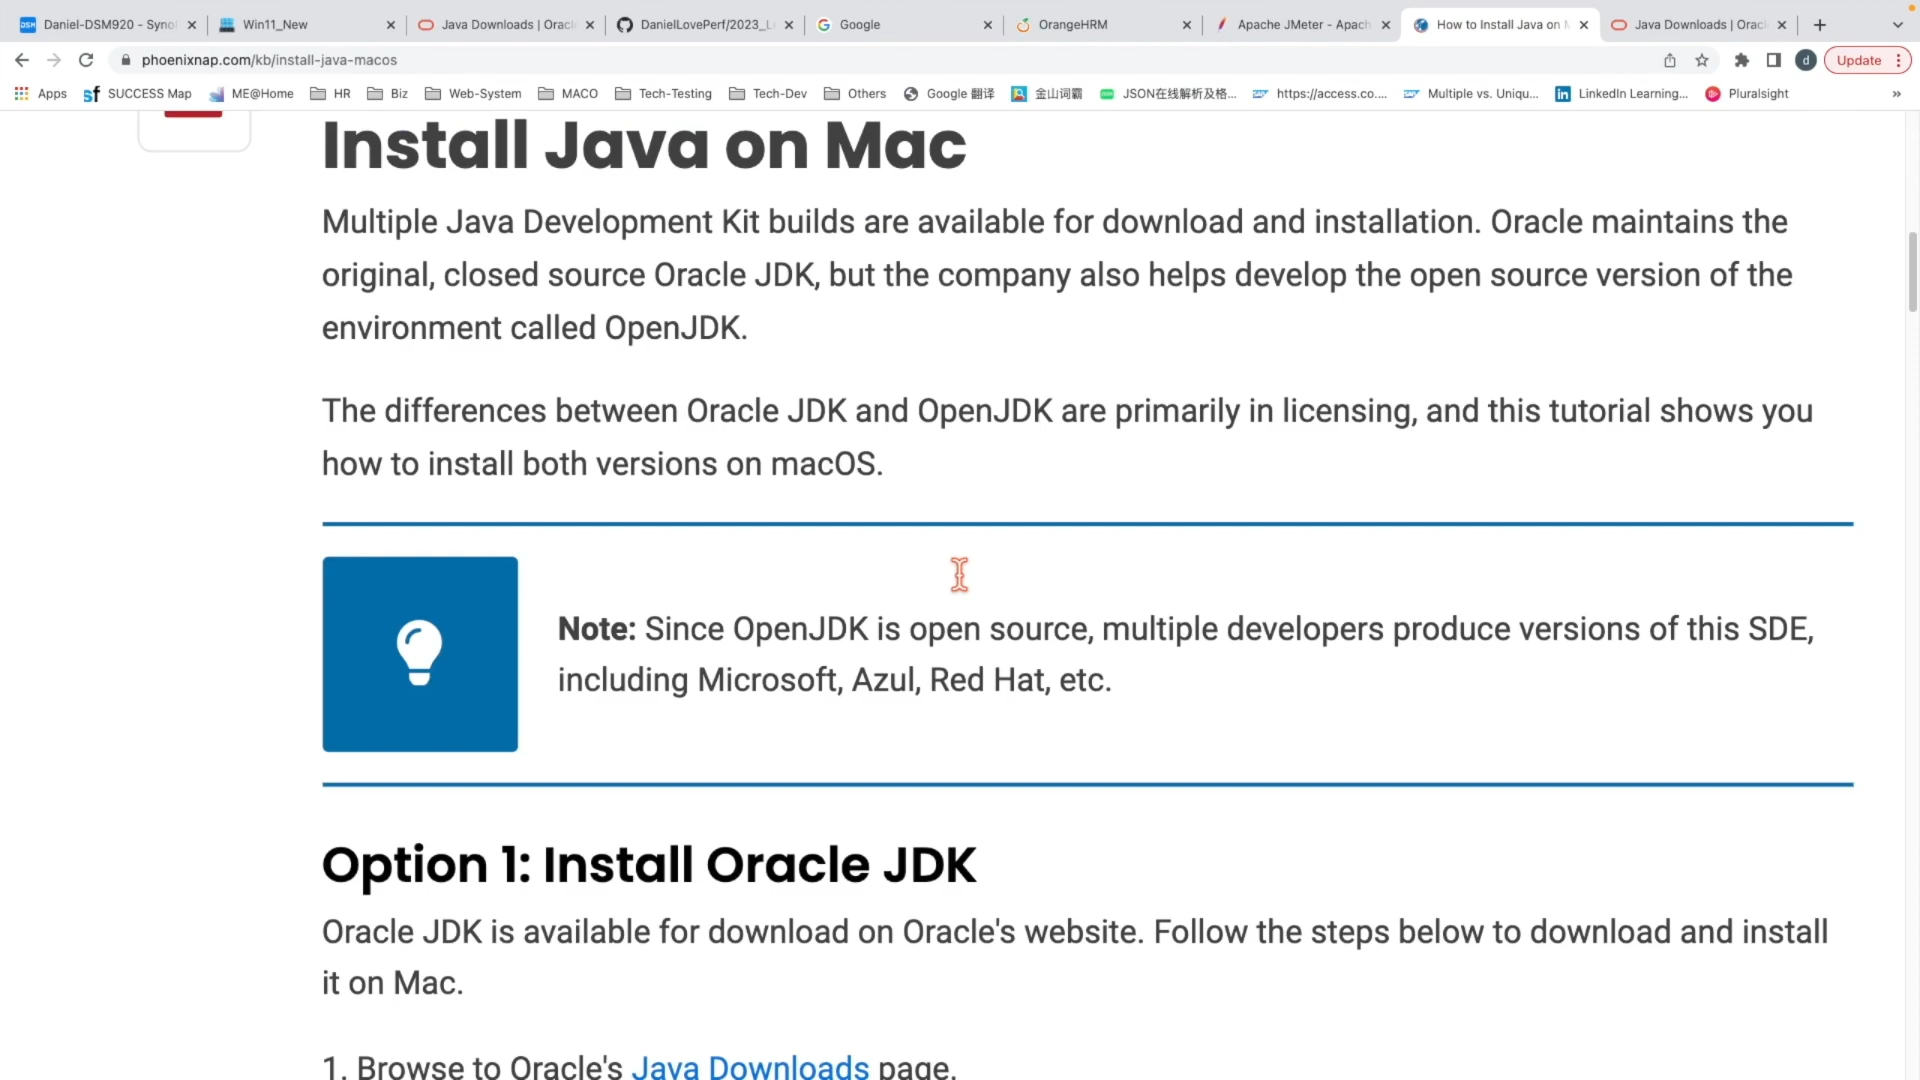 Daniel-DSM920 - Syno
Win11_New
Java Downloads | Oracl
DanielLovePerf/2023_L
Google
OrangeHRM
Apache JMeter - Apach
How to Install Java on M
Java Downloads | Oracl
phoenixnap.com/kb/install-java-macos
d
Update
Apps
SUCCESS Map
ME@Home
HR
Biz
Web-System
MACO
Tech-Testing
Tech-Dev
Others
Google 翻译
金山词霸
JSON在线解析及格...
https://access.co....
Multiple vs. Uniqu...
LinkedIn Learning...
Pluralsight
»
Install Java on Mac
Multiple Java Development Kit builds are available for download and installation. Oracle maintains the
original, closed source Oracle JDK, but the company also helps develop the open source version of the
environment called OpenJDK.
The differences between Oracle JDK and OpenJDK are primarily in licensing, and this tutorial shows you
how to install both versions on macOS.
Note: Since OpenJDK is open source, multiple developers produce versions of this SDE,
including Microsoft, Azul, Red Hat, etc.
Option 1: Install Oracle JDK
Oracle JDK is available for download on Oracle's website. Follow the steps below to download and install
it on Mac.
1. Browse to Oracle's Java Downloads page.